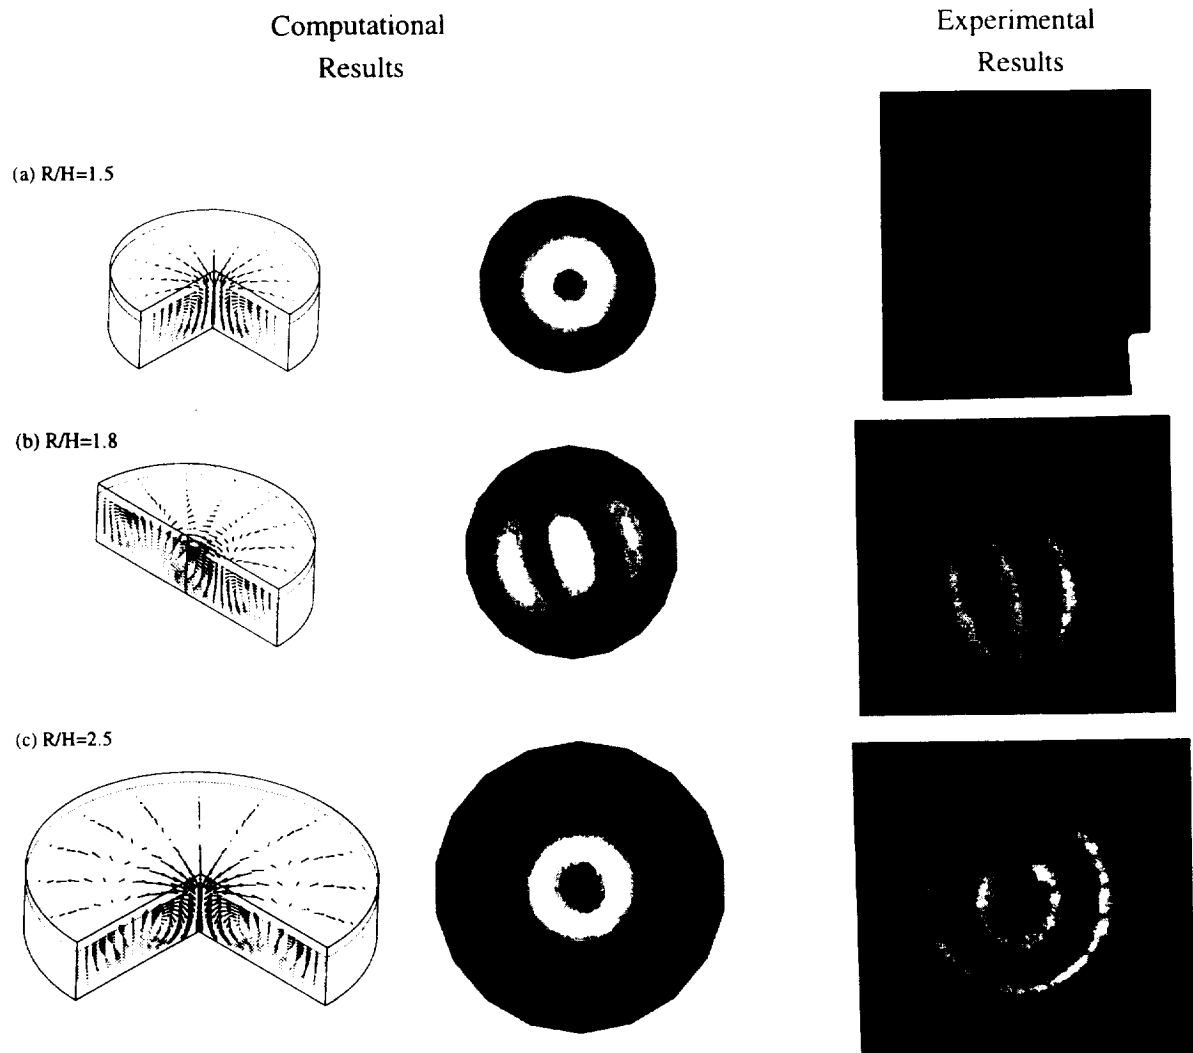 Computational
Results
Experimental
Results
(a) R/H=1.5
(b) R/H=1.8
(c) R/H=2.5